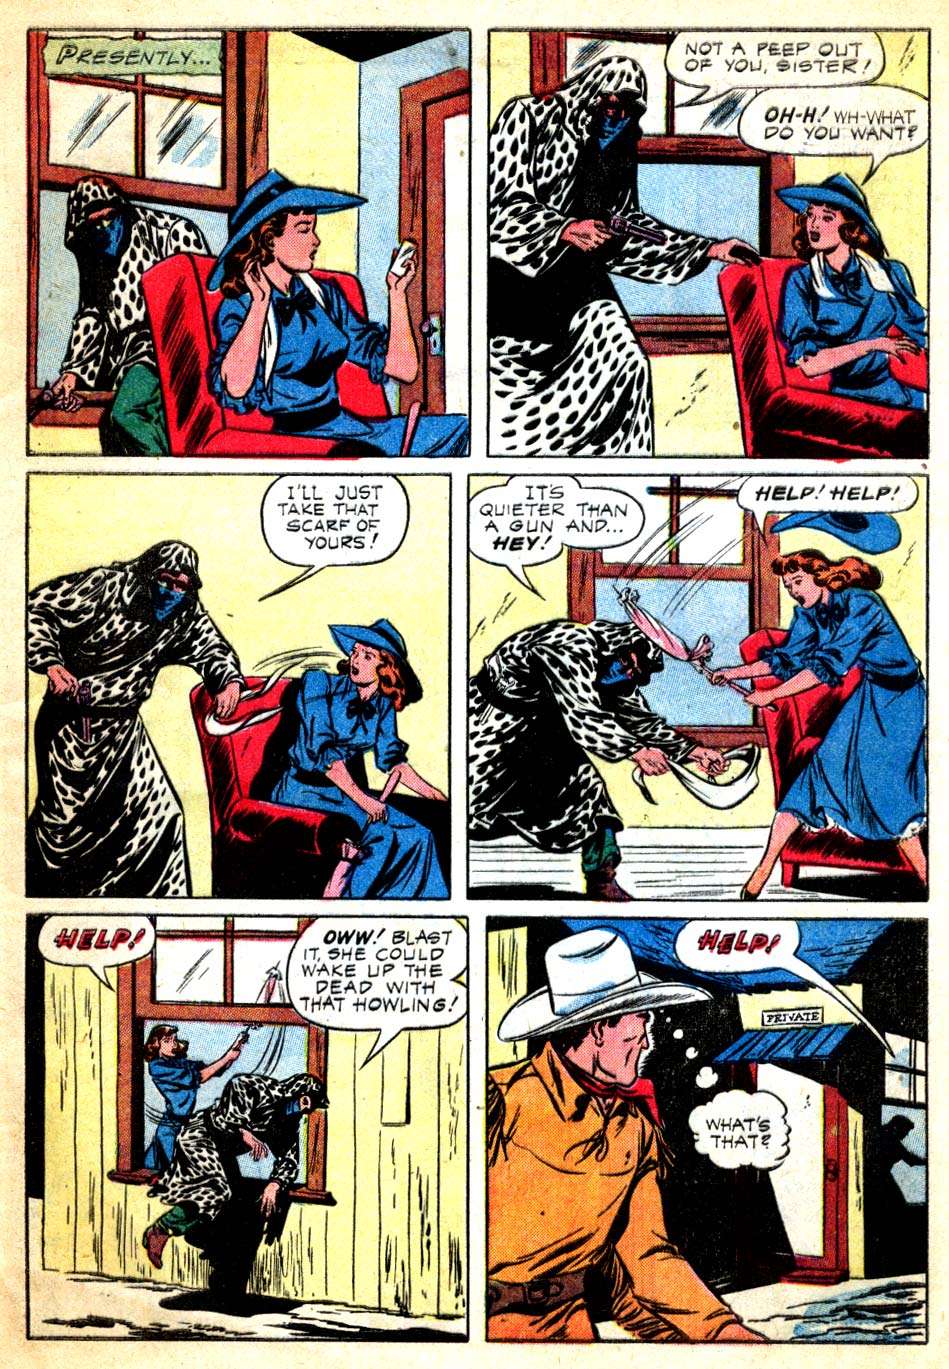 PRESENTLY...
NOT A PEEP OUT
OF YOU, SISTER!
OH-H! WH-WHAT
DO YOU WANT?
I'LL JUST
TAKE THAT
SCARF OF
YOURS!
IT'S
QUIETER THAN
A GUN AND...
HEY!
HELP! HELP!
HELP!
OWW! BLAST
IT, SHE COULD
WAKE UP THE
DEAD WITH
THAT HOWLING!
HELP!
PRIVATE
WHAT'S
THAT?